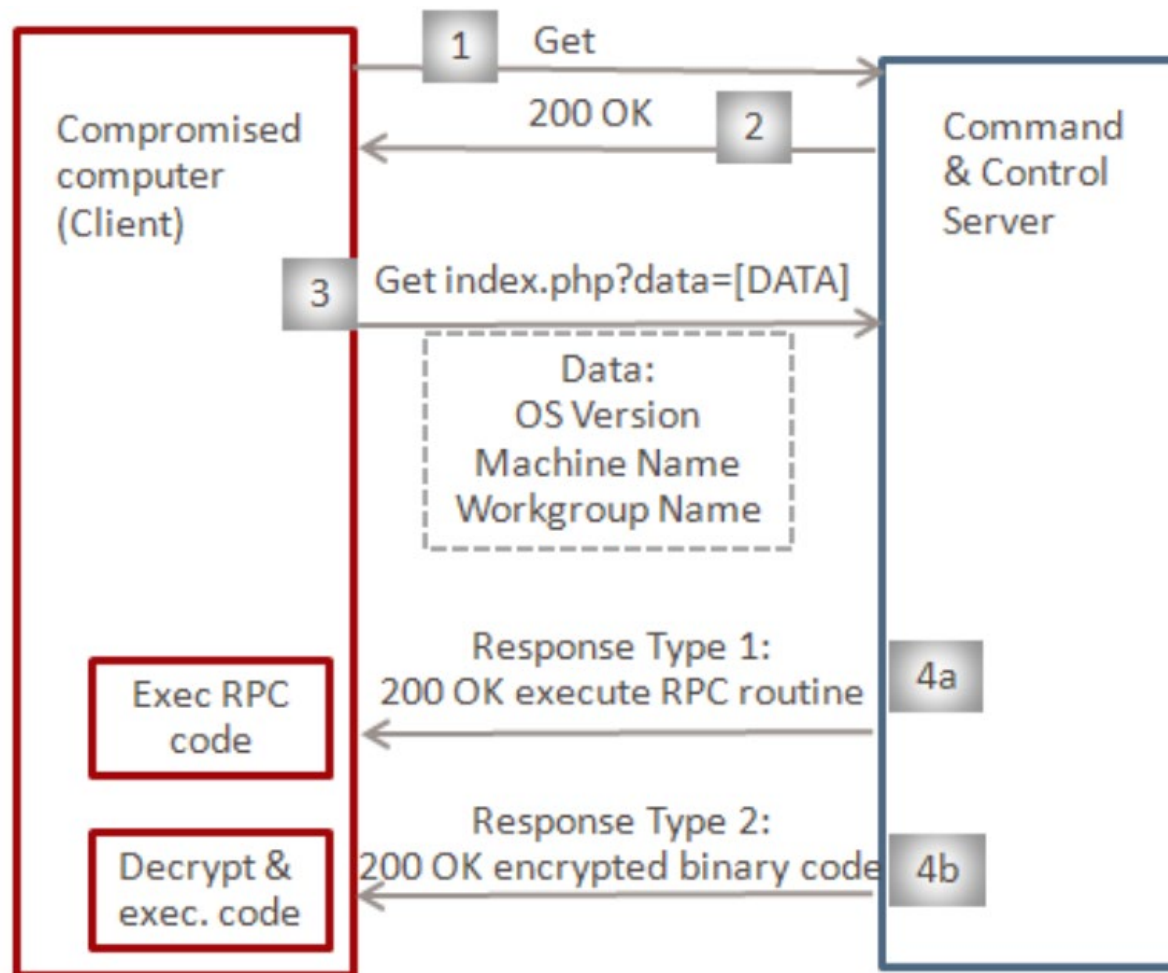 1
Get
200 OK
2
Compromised
computer
(Client)
Command
& Control
Server
3
Get index.php?data=[DATA]
Data:
OS Version
Machine Name
Workgroup Name
Response Type 1:
200 OK execute RPC routine
4a
Exec RPC
code
Response Type 2:
200 OK encrypted binary code
4b
Decrypt &
exec. code